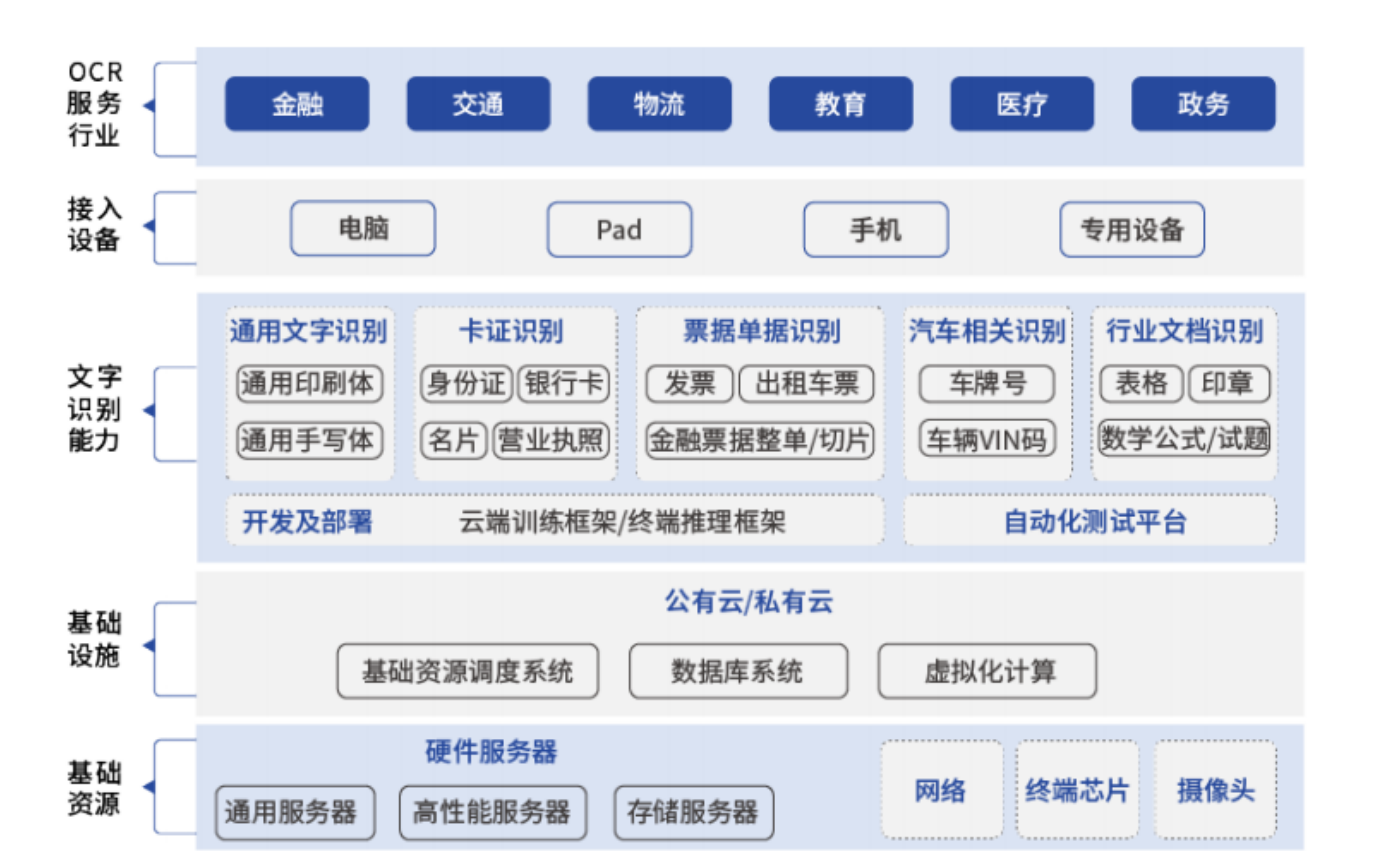 OCR
服务
行业
金融
交通
物流
教育
医疗
政务
接入
设备
电脑
Pad
手机
专用设备
文字
识别
能力
通用文字识别
通用印刷体
通用手写体
卡证识别
身份证 银行卡
名片 营业执照
票据单据识别
发票 出租车票
金融票据整单/切片
汽车相关识别
车牌号
车辆VIN码
行业文档识别
表格 印章
数学公式/试题
开发及部署 云端训练框架/终端推理框架
自动化测试平台
基础
设施
公有云/私有云
基础资源调度系统
数据库系统
虚拟化计算
基础
资源
硬件服务器
通用服务器
高性能服务器
存储服务器
网络
终端芯片
摄像头